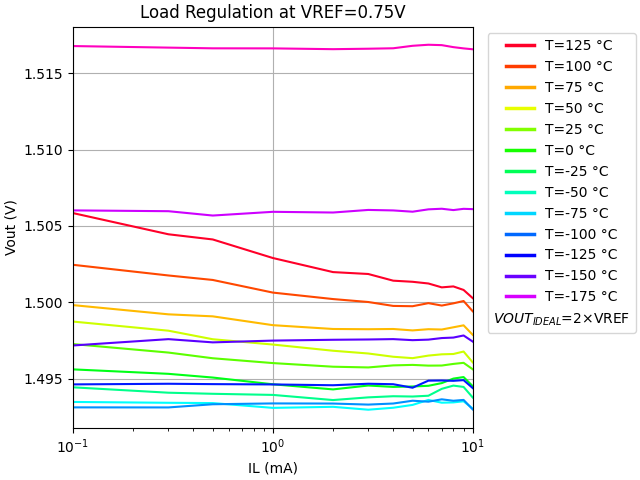 Load Regulation at VREF=0.75V
Vout (V)
1.515
1.510
1.505
1.500
1.495
10⁻¹
10⁰
10¹
IL (mA)
T=125 °C
T=100 °C
T=75 °C
T=50 °C
T=25 °C
T=0 °C
T=-25 °C
T=-50 °C
T=-75 °C
T=-100 °C
T=-125 °C
T=-150 °C
T=-175 °C
VOUT_IDEAL=2×VREF